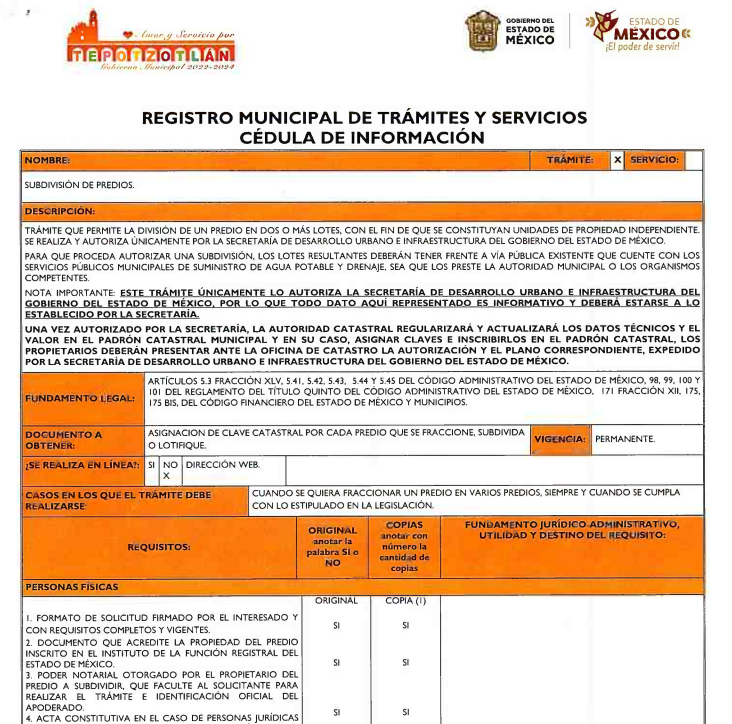 Amor y Servicio por
TEPOTZOTLÁN
Gobierno Municipal 2022-2024
GOBIERNO DEL
ESTADO DE
MÉXICO
ESTADO DE
MÉXICO
¡El poder de servir!
REGISTRO MUNICIPAL DE TRÁMITES Y SERVICIOS
CÉDULA DE INFORMACIÓN
NOMBRE: TRÁMITE: X SERVICIO:
SUBDIVISIÓN DE PREDIOS.
DESCRIPCIÓN:
TRÁMITE QUE PERMITE LA DIVISIÓN DE UN PREDIO EN DOS O MÁS LOTES, CON EL FIN DE QUE SE CONSTITUYAN UNIDADES DE PROPIEDAD INDEPENDIENTE.
SE REALIZA Y AUTORIZA ÚNICAMENTE POR LA SECRETARÍA DE DESARROLLO URBANO E INFRAESTRUCTURA DEL GOBIERNO DEL ESTADO DE MÉXICO.
PARA QUE PROCEDA AUTORIZAR UNA SUBDIVISIÓN, LOS LOTES RESULTANTES DEBERÁN TENER FRENTE A VÍA PÚBLICA EXISTENTE QUE CUENTE CON LOS
SERVICIOS PÚBLICOS MUNICIPALES DE SUMINISTRO DE AGUA POTABLE Y DRENAJE, SEA QUE LOS PRESTE LA AUTORIDAD MUNICIPAL O LOS ORGANISMOS
COMPETENTES.
NOTA IMPORTANTE: ESTE TRÁMITE ÚNICAMENTE LO AUTORIZA LA SECRETARÍA DE DESARROLLO URBANO E INFRAESTRUCTURA DEL
GOBIERNO DEL ESTADO DE MÉXICO, POR LO QUE TODO DATO AQUÍ REPRESENTADO ES INFORMATIVO Y DEBERÁ ESTARSE A LO
ESTABLECIDO POR LA SECRETARÍA.
UNA VEZ AUTORIZADO POR LA SECRETARÍA, LA AUTORIDAD CATASTRAL REGULARIZARÁ Y ACTUALIZARÁ LOS DATOS TÉCNICOS Y EL
VALOR EN EL PADRÓN CATASTRAL MUNICIPAL Y EN SU CASO, ASIGNAR CLAVES E INSCRIBIRLOS EN EL PADRÓN CATASTRAL, LOS
PROPIETARIOS DEBERÁN PRESENTAR ANTE LA OFICINA DE CATASTRO LA AUTORIZACIÓN Y EL PLANO CORRESPONDIENTE, EXPEDIDO
POR LA SECRETARÍA DE DESARROLLO URBANO E INFRAESTRUCTURA DEL GOBIERNO DEL ESTADO DE MÉXICO.
FUNDAMENTO LEGAL:
ARTÍCULOS 5.3 FRACCIÓN XLV, 5.41, 5.42, 5.43, 5.44 Y 5.45 DEL CÓDIGO ADMINISTRATIVO DEL ESTADO DE MÉXICO, 98, 99, 100 Y
101 DEL REGLAMENTO DEL TÍTULO QUINTO DEL CÓDIGO ADMINISTRATIVO DEL ESTADO DE MÉXICO, 171 FRACCIÓN XII, 175,
175 BIS, DEL CÓDIGO FINANCIERO DEL ESTADO DE MÉXICO Y MUNICIPIOS.
DOCUMENTO A
OBTENER:
ASIGNACION DE CLAVE CATASTRAL POR CADA PREDIO QUE SE FRACCIONE, SUBDIVIDA
O LOTIFIQUE.
VIGENCIA: PERMANENTE.
¿SE REALIZA EN LÍNEA?: SI NO DIRECCIÓN WEB.
X
CASOS EN LOS QUE EL TRÁMITE DEBE
REALIZARSE:
CUANDO SE QUIERA FRACCIONAR UN PREDIO EN VARIOS PREDIOS, SIEMPRE Y CUANDO SE CUMPLA
CON LO ESTIPULADO EN LA LEGISLACIÓN.
REQUISITOS:
ORIGINAL
anotar la
palabra SI o
NO
COPIAS
anotar con
número la
cantidad de
copias
FUNDAMENTO JURÍDICO-ADMINISTRATIVO,
UTILIDAD Y DESTINO DEL REQUISITO:
PERSONAS FÍSICAS
ORIGINAL COPIA (1)
1. FORMATO DE SOLICITUD FIRMADO POR EL INTERESADO Y
CON REQUISITOS COMPLETOS Y VIGENTES.
SI SI
2. DOCUMENTO QUE ACREDITE LA PROPIEDAD DEL PREDIO
INSCRITO EN EL INSTITUTO DE LA FUNCIÓN REGISTRAL DEL
ESTADO DE MÉXICO.
SI SI
3. PODER NOTARIAL OTORGADO POR EL PROPIETARIO DEL
PREDIO A SUBDIVIDIR, QUE FACULTE AL SOLICITANTE PARA
REALIZAR EL TRÁMITE E IDENTIFICACIÓN OFICIAL DEL
APODERADO.
SI SI
4. ACTA CONSTITUTIVA EN EL CASO DE PERSONAS JURÍDICAS